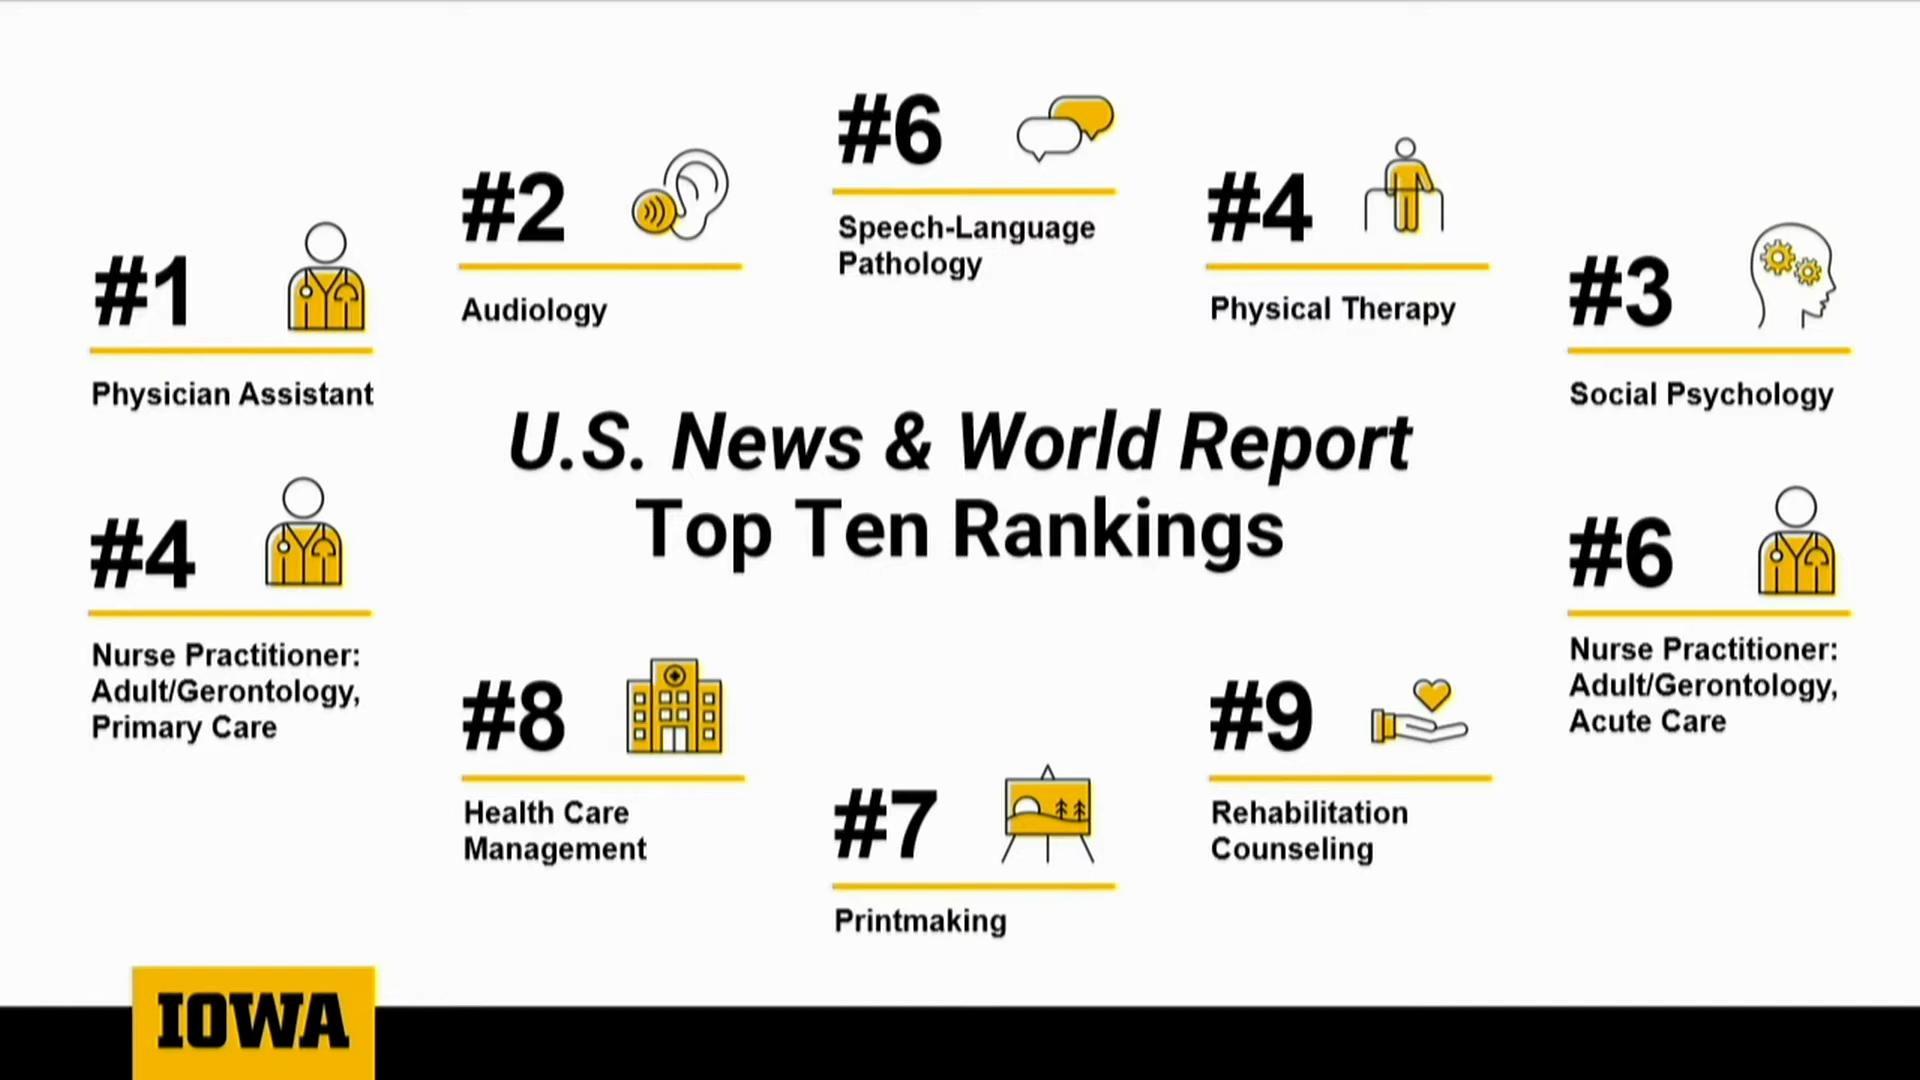 #1
Physician Assistant
#2
Audiology
#6
Speech-Language
Pathology
#4
Physical Therapy
#3
Social Psychology
U.S. News & World Report
Top Ten Rankings
#4
Nurse Practitioner:
Adult/Gerontology,
Primary Care
#8
Health Care
Management
#7
Printmaking
#9
Rehabilitation
Counseling
#6
Nurse Practitioner:
Adult/Gerontology,
Acute Care
IOWA